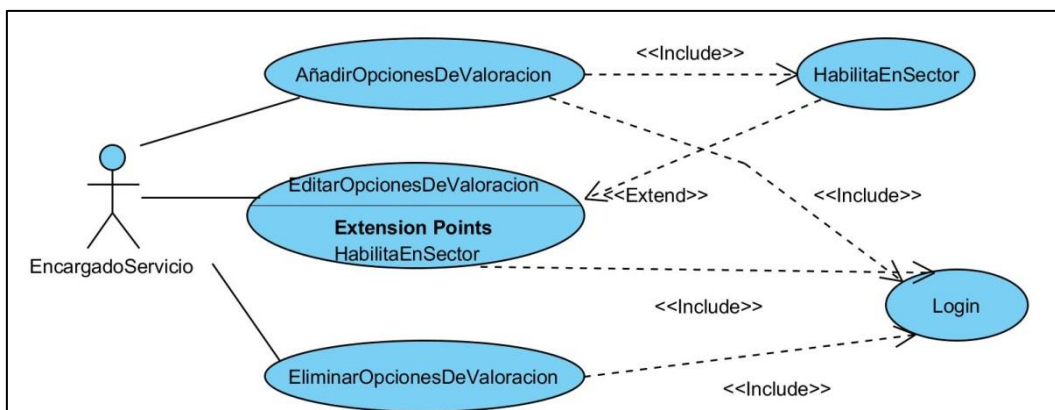 <<Include>>
AñadirOpcionesDeValoracion
HabilitaEnSector
EditarOpcionesDeValoracion
<<Extend>>
<<Include>>
Extension Points
HabilitaEnSector
EncargadoServicio
<<Include>>
Login
EliminarOpcionesDeValoracion
<<Include>>